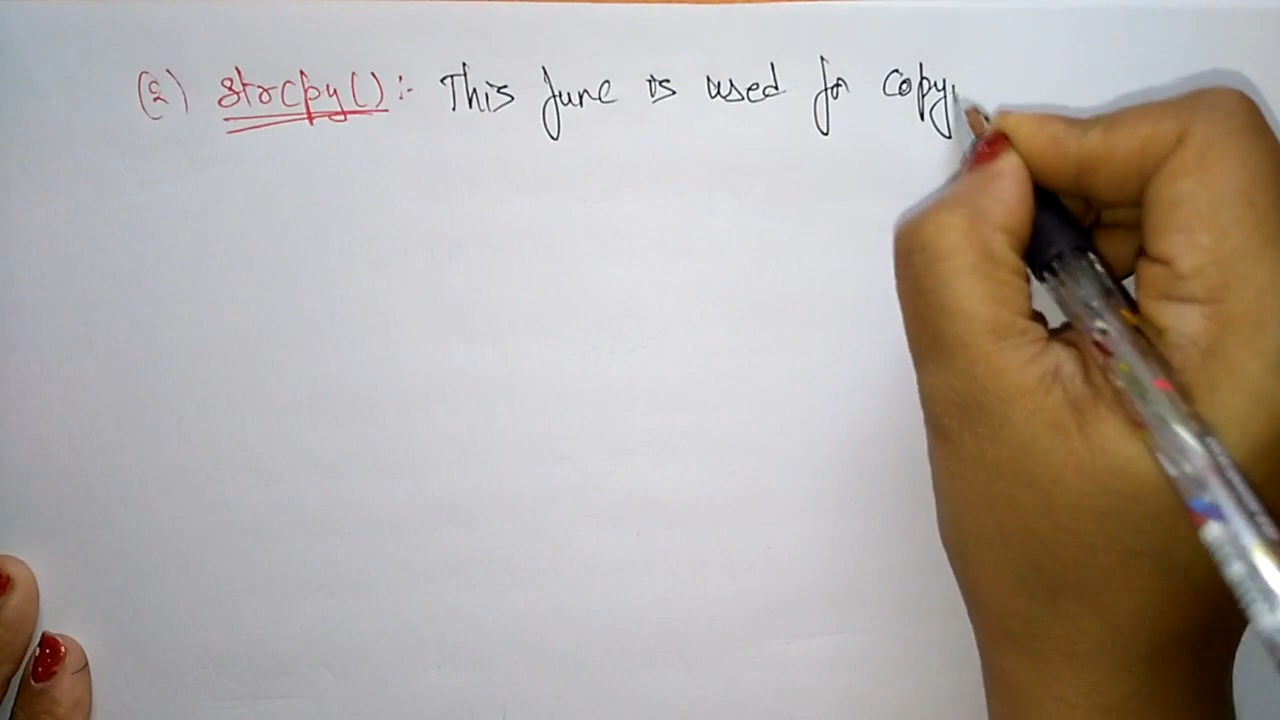 (2) strcpy() :- This func is used for copy